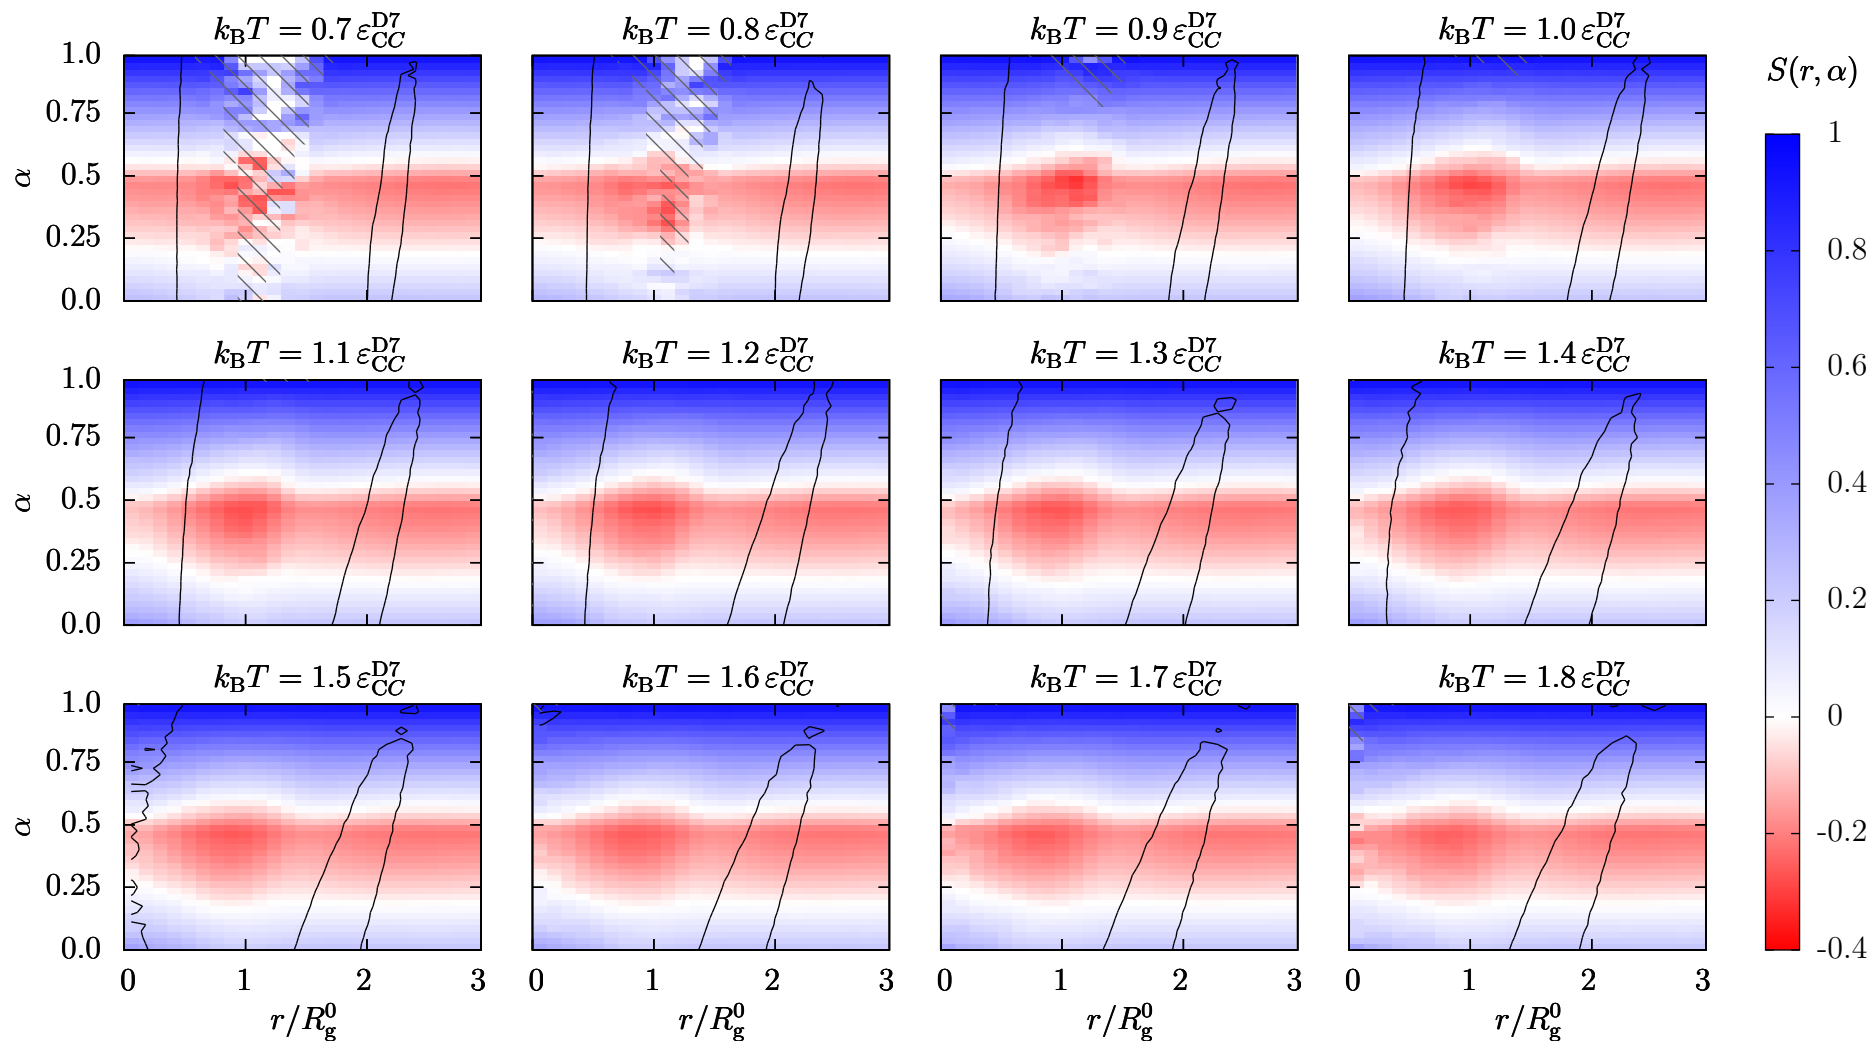 k_B T = 0.7 ε_CC^D7 k_B T = 0.8 ε_CC^D7 k_B T = 0.9 ε_CC^D7 k_B T = 1.0 ε_CC^D7
S(r, α)
1.0
0.75
α 0.5
0.25
0.0
k_B T = 1.1 ε_CC^D7 k_B T = 1.2 ε_CC^D7 k_B T = 1.3 ε_CC^D7 k_B T = 1.4 ε_CC^D7
1.0
0.75
α 0.5
0.25
0.0
k_B T = 1.5 ε_CC^D7 k_B T = 1.6 ε_CC^D7 k_B T = 1.7 ε_CC^D7 k_B T = 1.8 ε_CC^D7
1.0
0.75
α 0.5
0.25
0.0
0 1 2 3 0 1 2 3 0 1 2 3 0 1 2 3
r/R_g^0 r/R_g^0 r/R_g^0 r/R_g^0
1
0.8
0.6
0.4
0.2
0
-0.2
-0.4